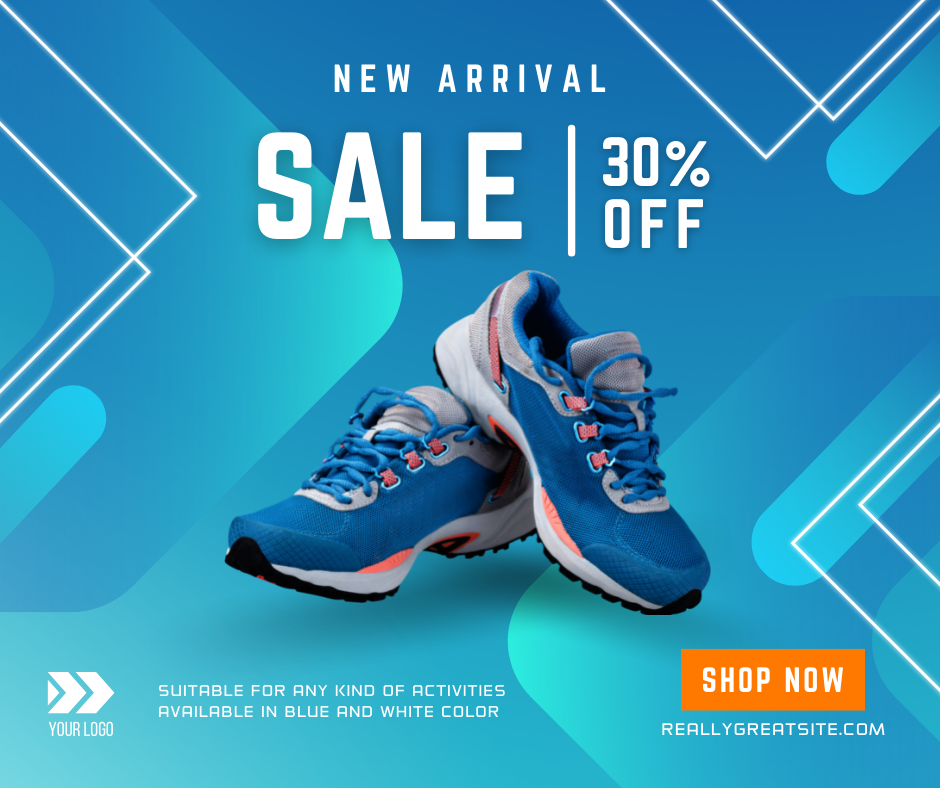 NEW ARRIVAL
SALE
30%
OFF
SUITABLE FOR ANY KIND OF ACTIVITIES
AVAILABLE IN BLUE AND WHITE COLOR
YOUR LOGO
SHOP NOW
REALLYGREATSITE.COM